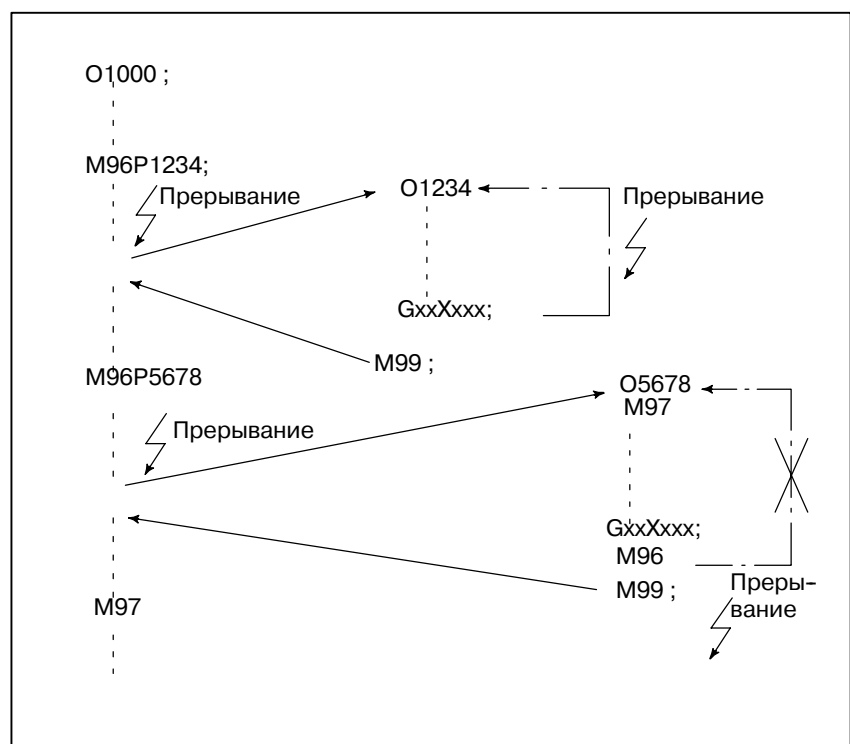 O1000 ;
M96P1234;
Прерывание
O1234
Прерывание
GxxXxxx;
M99 ;
M96P5678
O5678
M97
Прерывание
GxxXxxx;
M96
M99 ;
Преры-
вание
M97